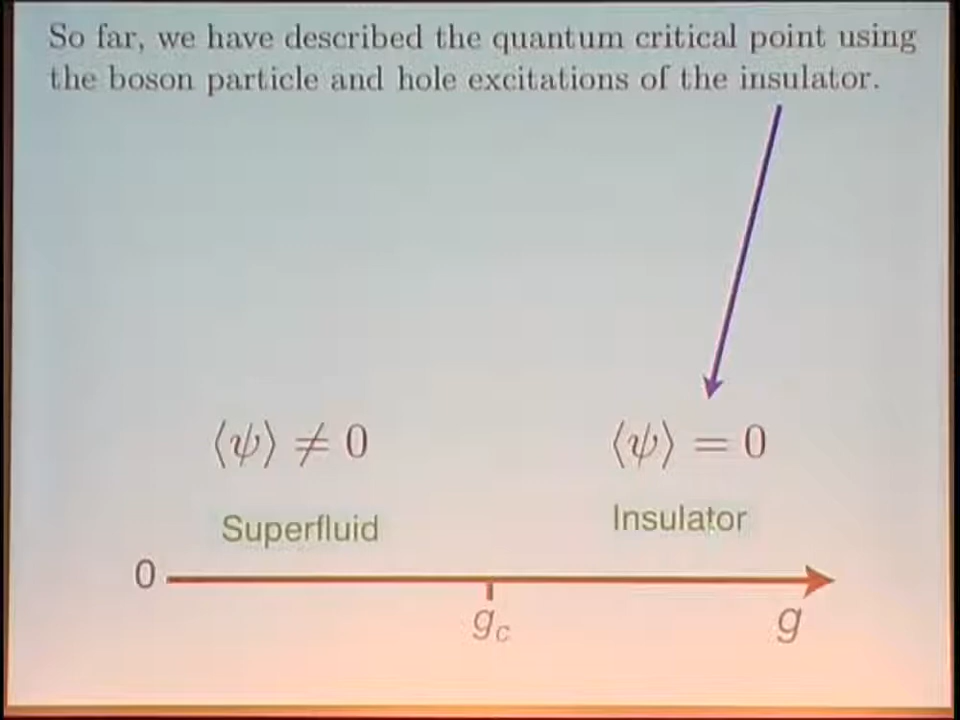 So far, we have described the quantum critical point using
the boson particle and hole excitations of the insulator.
⟨ψ⟩ ≠ 0
⟨ψ⟩ = 0
Superfluid
Insulator
0
g_c
g